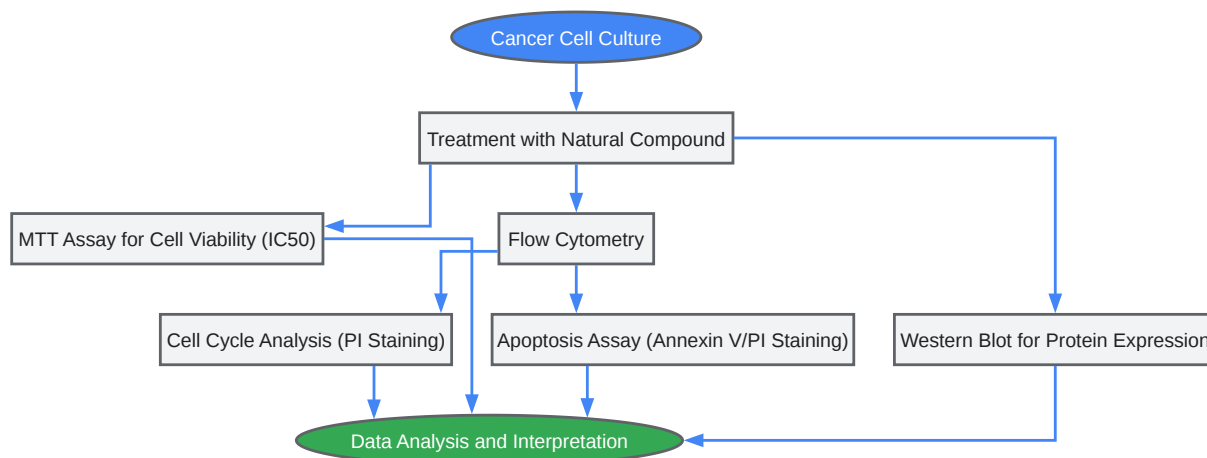 Cancer Cell Culture
Treatment with Natural Compound
MTT Assay for Cell Viability (IC50)
Flow Cytometry
Cell Cycle Analysis (PI Staining)
Apoptosis Assay (Annexin V/PI Staining)
Western Blot for Protein Expression
Data Analysis and Interpretation